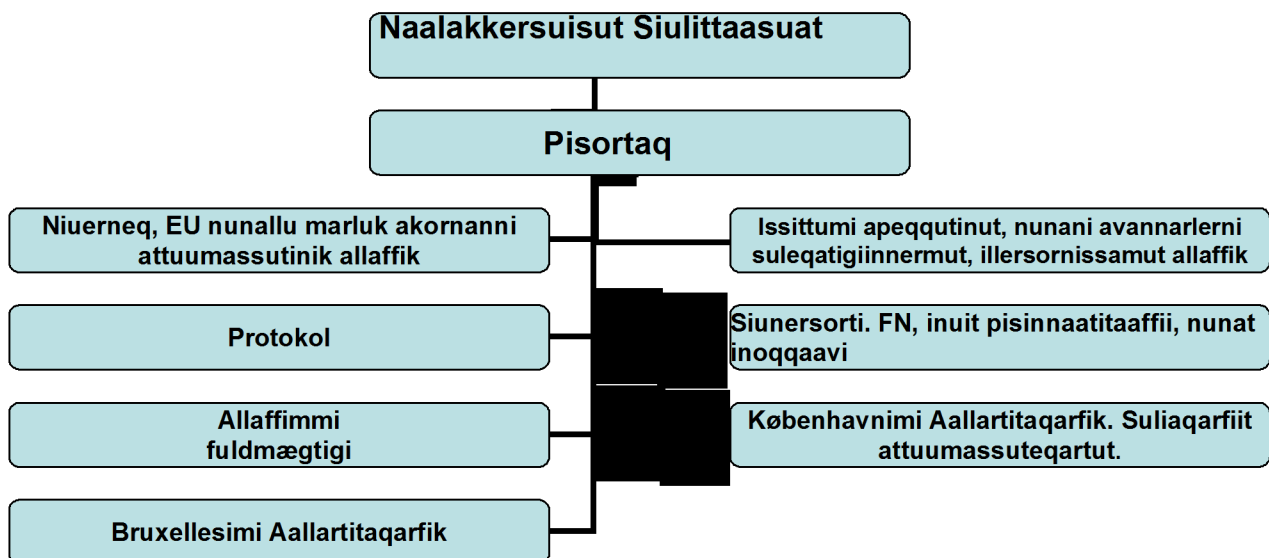 Naalakkersuisut Siulittaasuat
Pisortaq
Niuerneq, EU nunallu marluk akornanni
attuumassutinik allaffik
Issittumi apeqqutinut, nunani avannarlerni
suleqatigiinnermut, illersornissamut allaffik
Protokol
Siunersorti. FN, inuit pisinnaatitaaffii, nunat
inoqqaavi
Allaffimmi
fuldmægtigi
Københavnimi Aallartitaqarfik. Suliaqarfiit
attuumassuteqartut.
Bruxellesimi Aallartitaqarfik